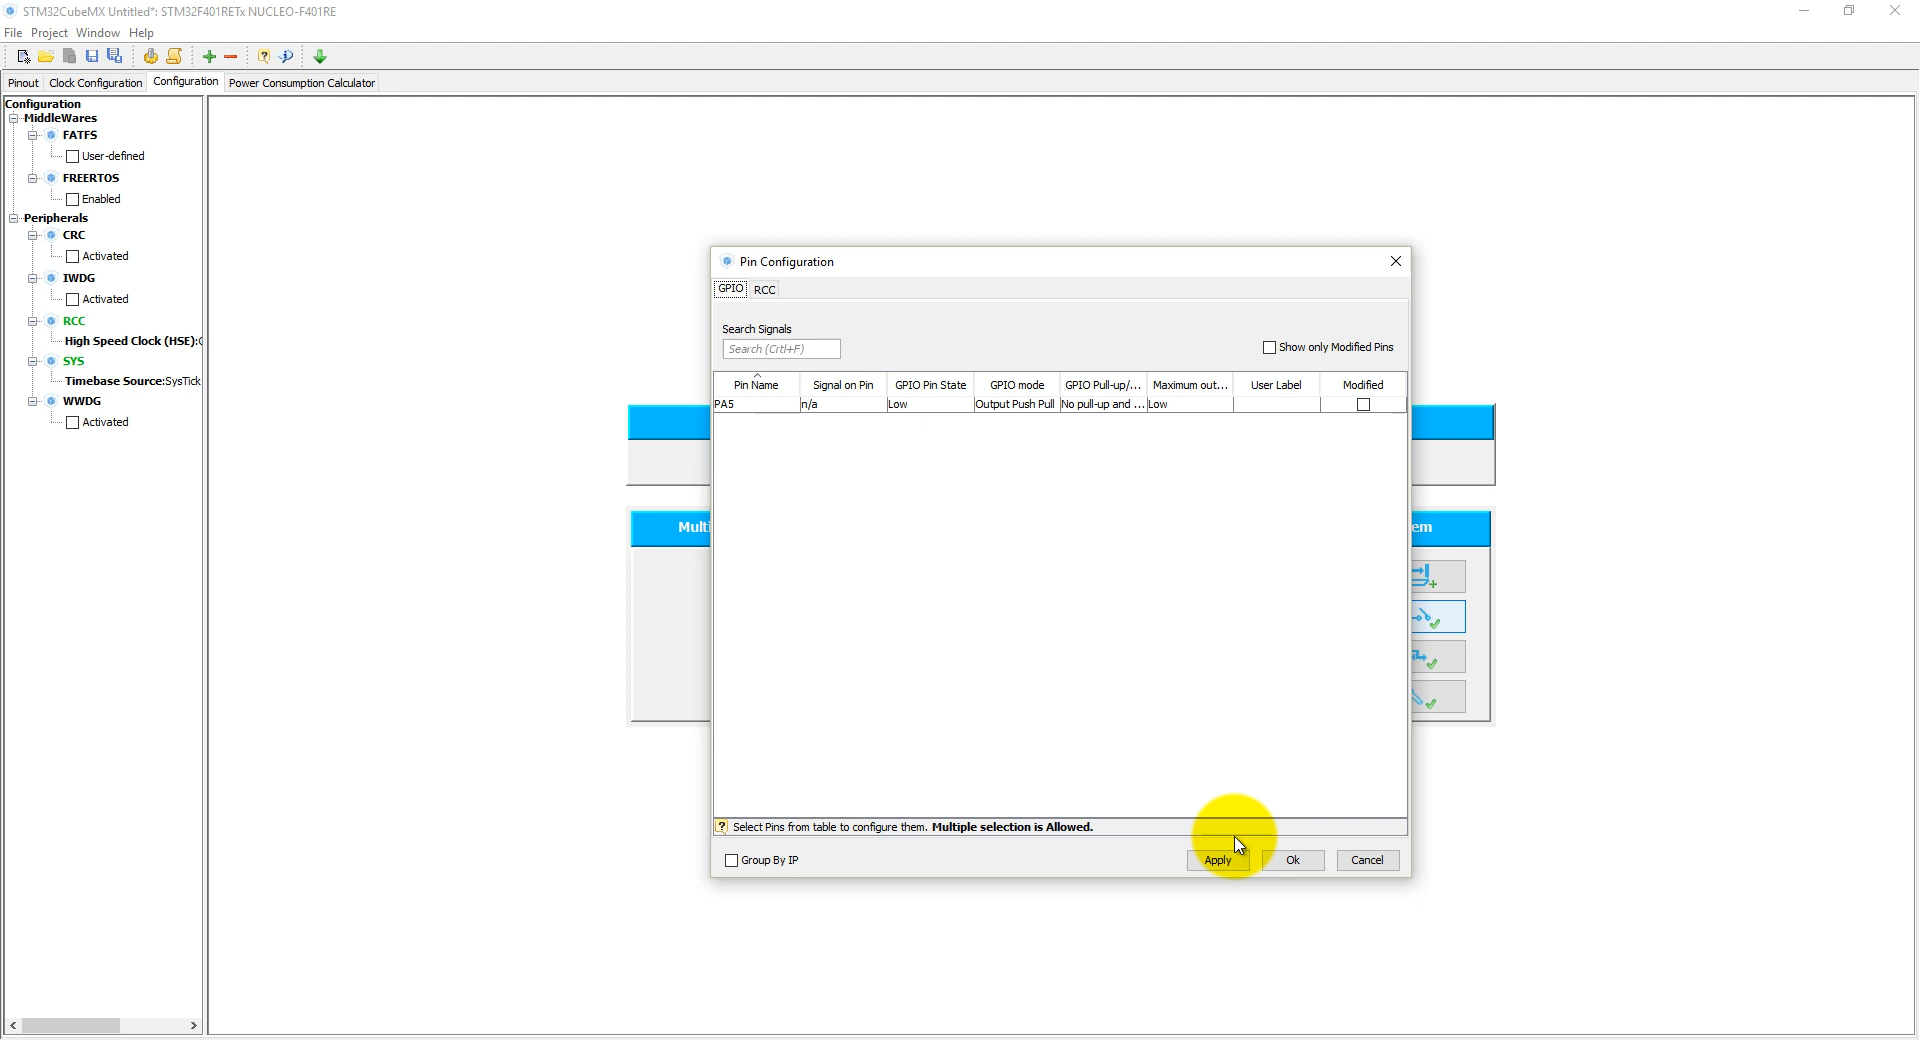 STM32CubeMX Untitled*: STM32F401RETx NUCLEO-F401RE
File Project Window Help
Pinout Clock Configuration Configuration Power Consumption Calculator
Configuration
MiddleWares
FATFS
User-defined
FREERTOS
Enabled
Peripherals
CRC
Activated
IWDG
Activated
RCC
High Speed Clock (HSE):
SYS
Timebase Source:SysTick
WWDG
Activated
Pin Configuration
GPIO RCC
Search Signals
Search (Crtl+F)
Show only Modified Pins
Pin Name Signal on Pin GPIO Pin State GPIO mode GPIO Pull-up/... Maximum out... User Label Modified
PA5 n/a Low Output Push Pull No pull-up and ... Low
Multi
em
? Select Pins from table to configure them. Multiple selection is Allowed.
Group By IP
Apply Ok Cancel